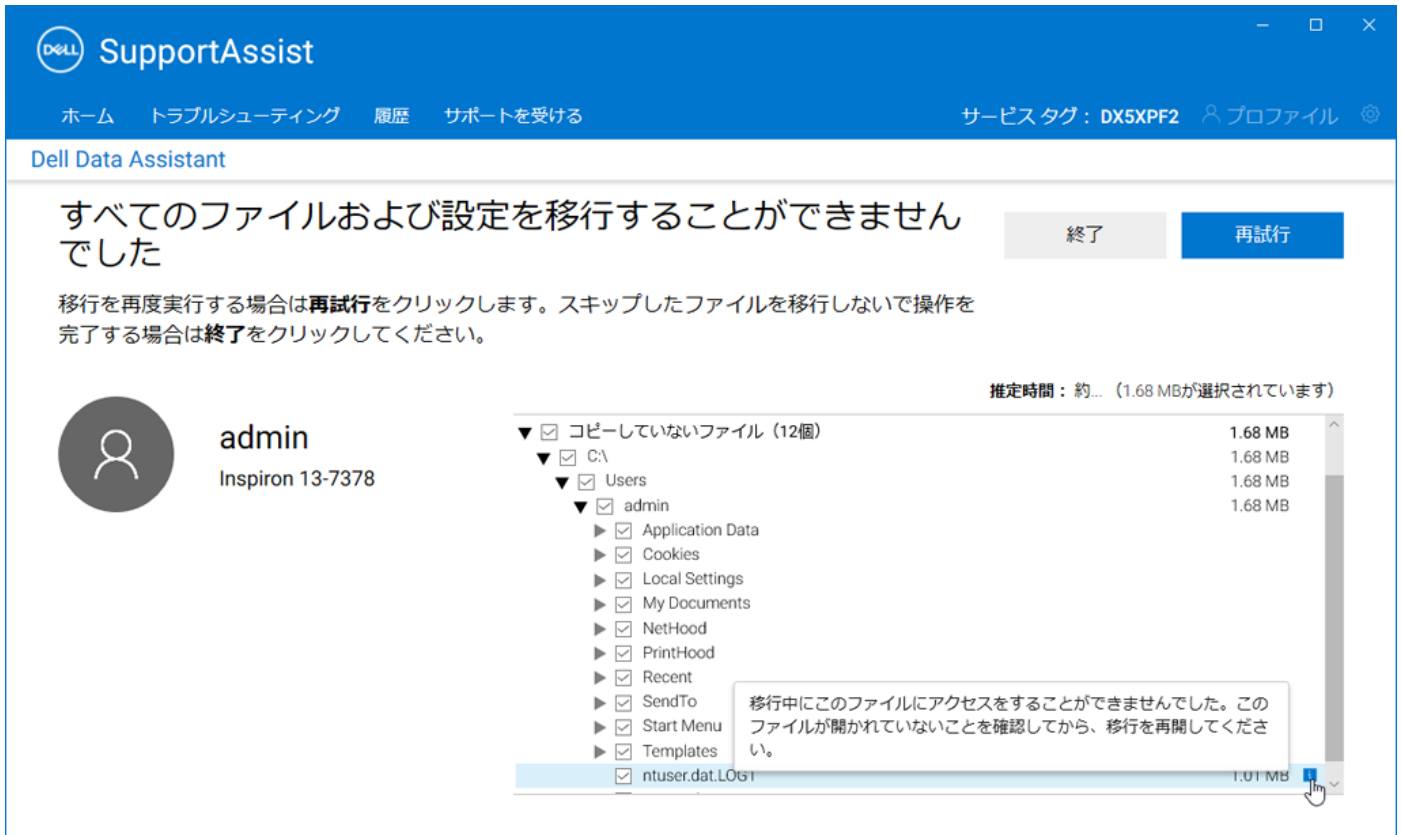 DELL SupportAssist
ホーム トラブルシューティング 履歴 サポートを受ける サービス タグ： DX5XPF2 プロファイル
Dell Data Assistant
すべてのファイルおよび設定を移行することができません
でした
終了 再試行
移行を再度実行する場合は再試行をクリックします。スキップしたファイルを移行しないで操作を
完了する場合は終了をクリックしてください。
推定時間： 約... （1.68 MBが選択されています）
admin
Inspiron 13-7378
コピーしていないファイル（12個） 1.68 MB
C:\ 1.68 MB
Users 1.68 MB
admin 1.68 MB
Application Data
Cookies
Local Settings
My Documents
NetHood
PrintHood
Recent
SendTo
Start Menu
Templates
移行中にこのファイルにアクセスをすることができませんでした。この
ファイルが開かれていないことを確認してから、移行を再開してくださ
い。
ntuser.dat.LOG1 1.01 MB